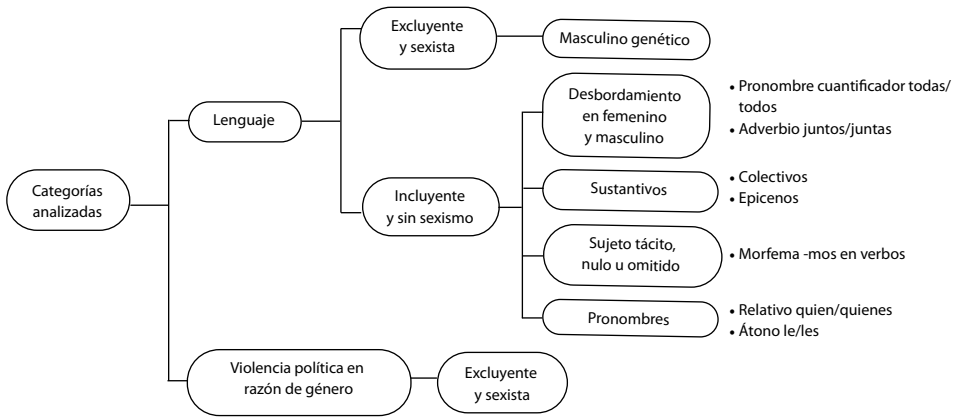 Categorías
analizadas
Lenguaje
Excluyente
y sexista
Masculino genético
Incluyente
y sin sexismo
Desbordamiento
en femenino
y masculino
• Pronombre cuantificador todas/
todos
• Adverbio juntos/juntas
Sustantivos
• Colectivos
• Epicenos
Sujeto tácito,
nulo u omitido
• Morfema -mos en verbos
Pronombres
• Relativo quien/quienes
• Átono le/les
Violencia política en
razón de género
Excluyente
y sexista